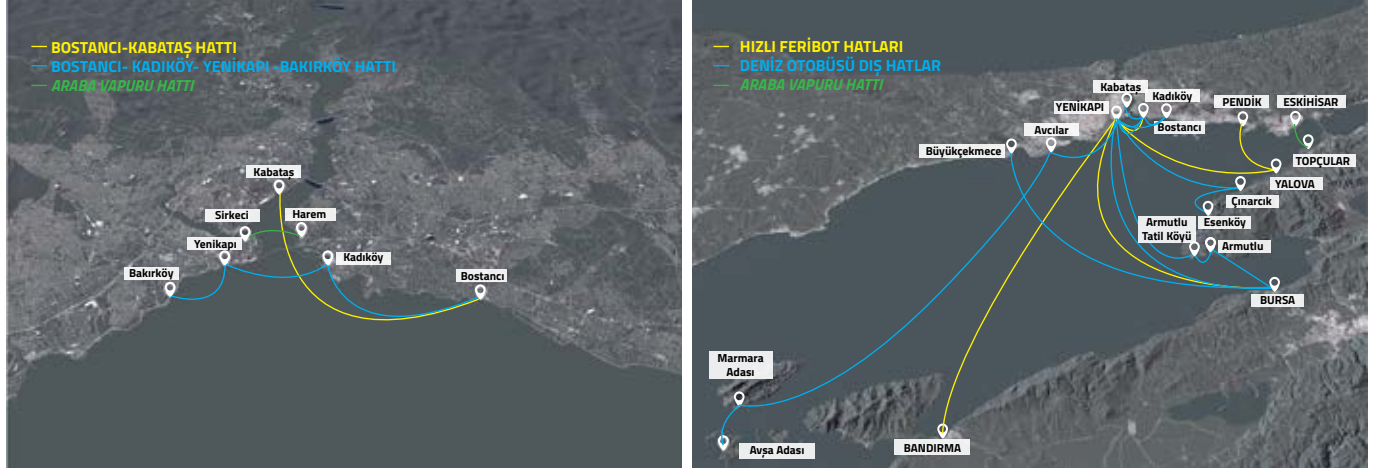 BOSTANCI-KABATAŞ HATTI
BOSTANCI- KADIKÖY- YENİKAPI -BAKIRKÖY HATTI
ARABA VAPURU HATTI
Kabataş
Sirkeci
Harem
Yenikapı
Kadıköy
Bakırköy
Bostancı
HIZLI FERİBOT HATLARI
DENİZ OTOBÜSÜ DIŞ HATLAR
ARABA VAPURU HATTI
Kabataş
YENİKAPI
Kadıköy
PENDİK
ESKİHİSAR
Avcılar
Bostancı
Büyükçekmece
TOPÇULAR
YALOVA
Çınarcık
Armutlu
Tatil Köyü
Esenköy
Armutlu
BURSA
Marmara
Adası
Avşa Adası
BANDIRMA